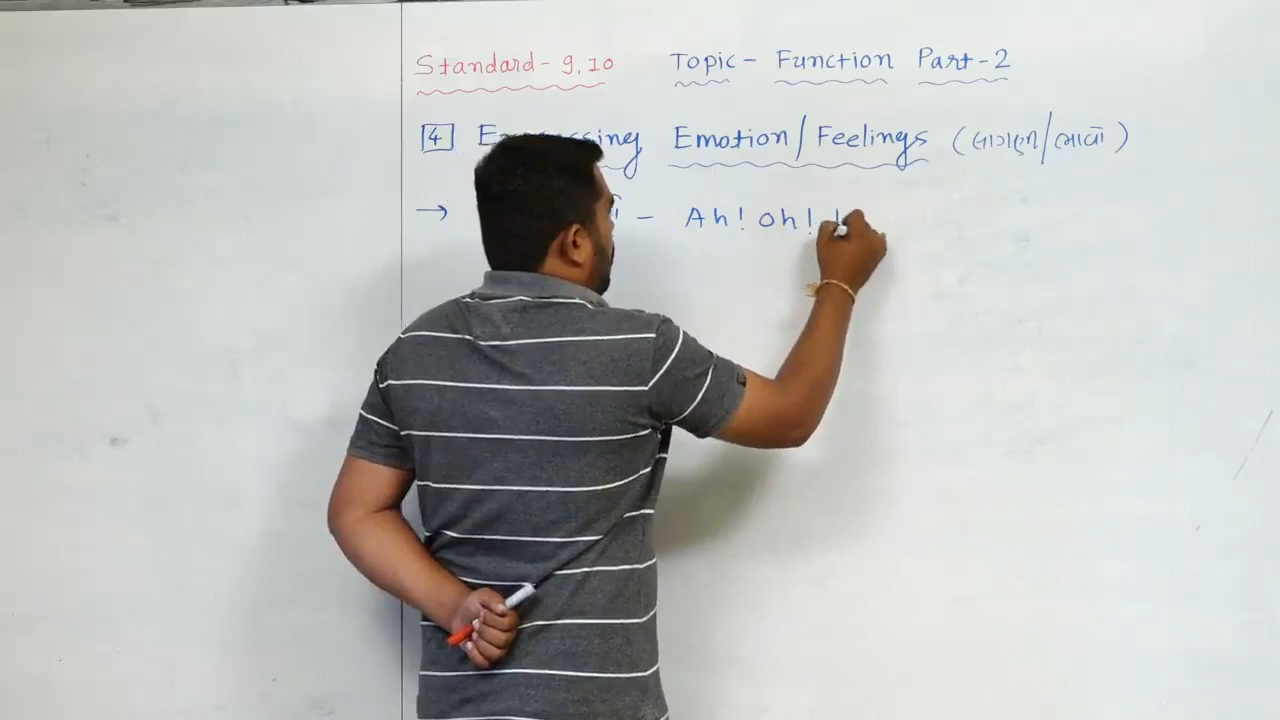 Standard - 9, 10 Topic - Function Part - 2
[4] Emotion/Feelings (લાગણી/ભાવો)
→ - Ah! Oh!